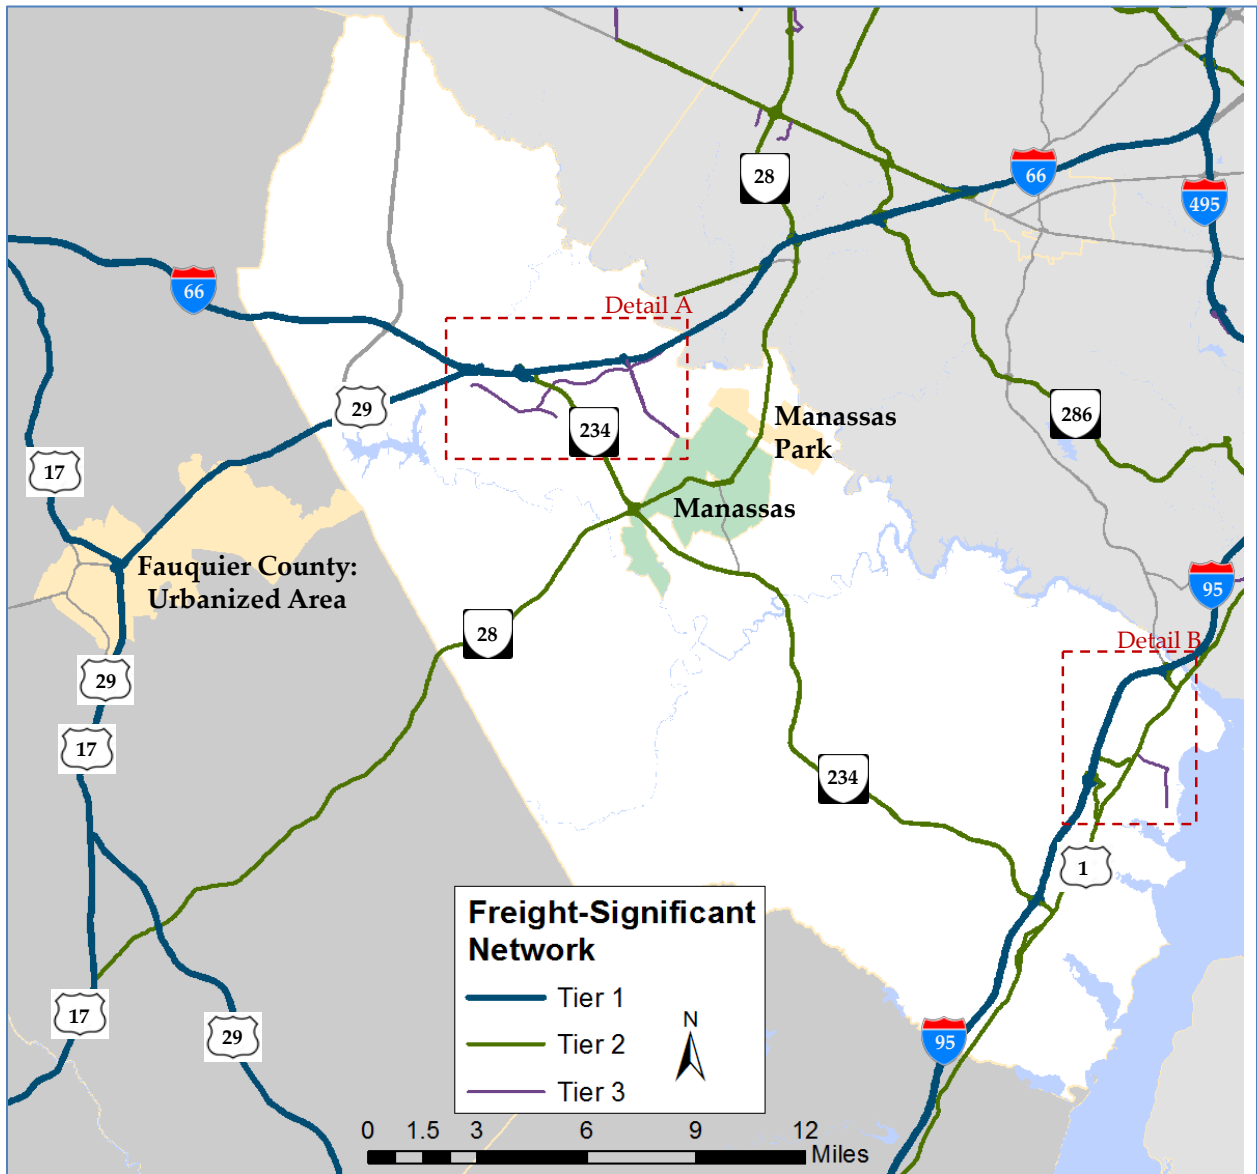 28
66
495
66
Detail A
29
234
Manassas
Park
286
17
Manassas
Fauquier County:
Urbanized Area
95
28
Detail B
29
17
234
1
Freight-Significant
Network
Tier 1
Tier 2
Tier 3
N
17
29
95
0 1.5 3 6 9 12
Miles